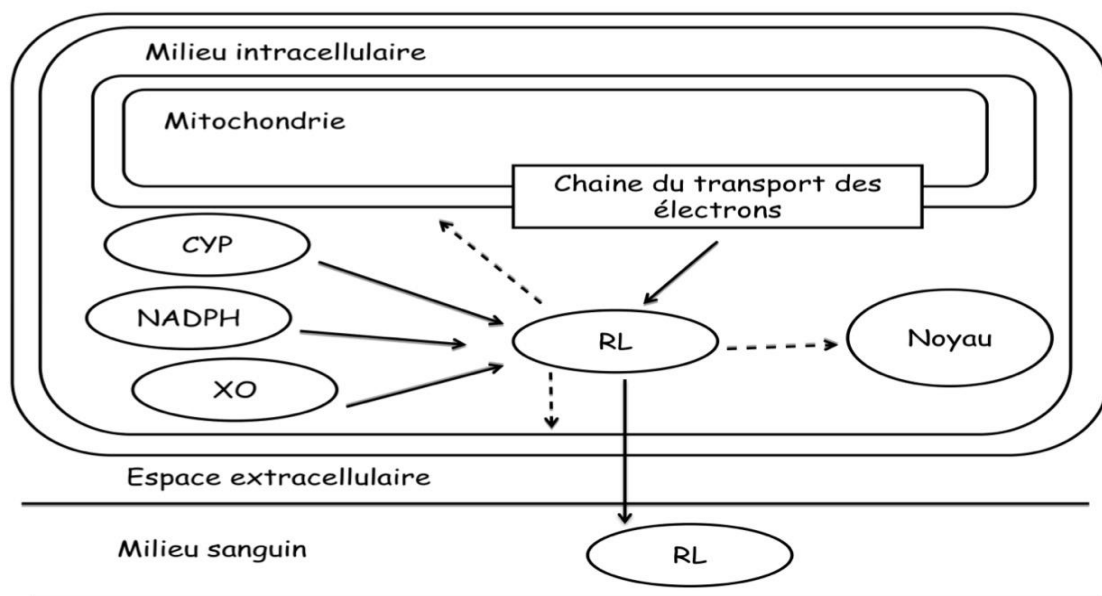 Milieu intracellulaire
Mitochondrie
Chaine du transport des
électrons
CYP
NADPH
RL
Noyau
XO
Espace extracellulaire
Milieu sanguin
RL